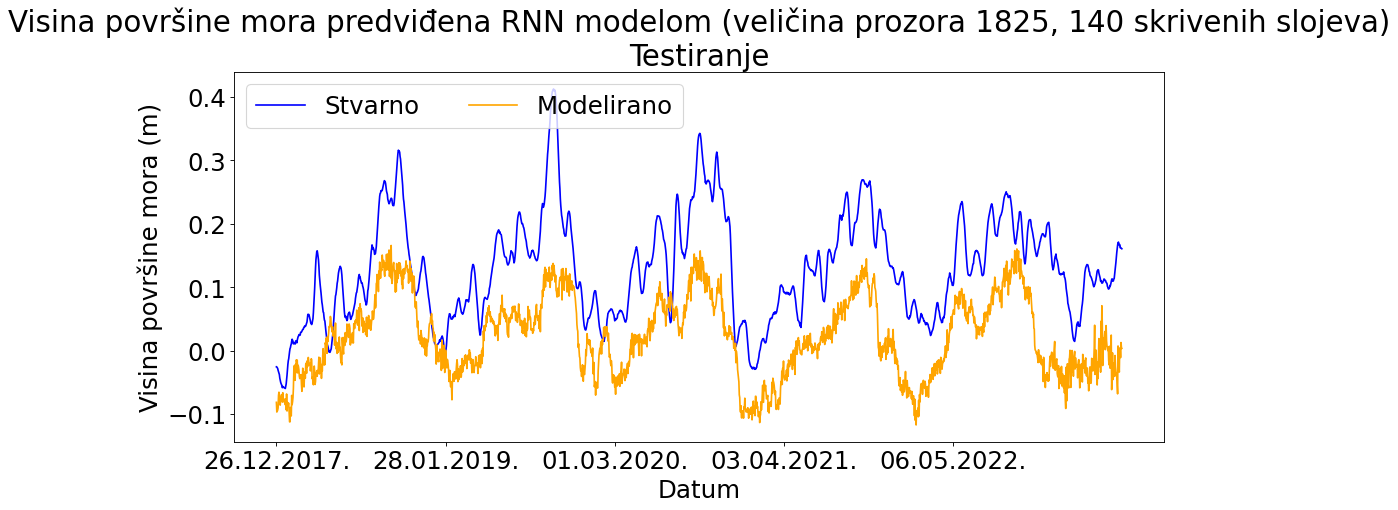 Visina površine mora predviđena RNN modelom (veličina prozora 1825, 140 skrivenih slojeva)
Testiranje
Stvarno
Modelirano
Visina površine mora (m)
0.4
0.3
0.2
0.1
0.0
−0.1
26.12.2017.
28.01.2019.
01.03.2020.
03.04.2021.
06.05.2022.
Datum